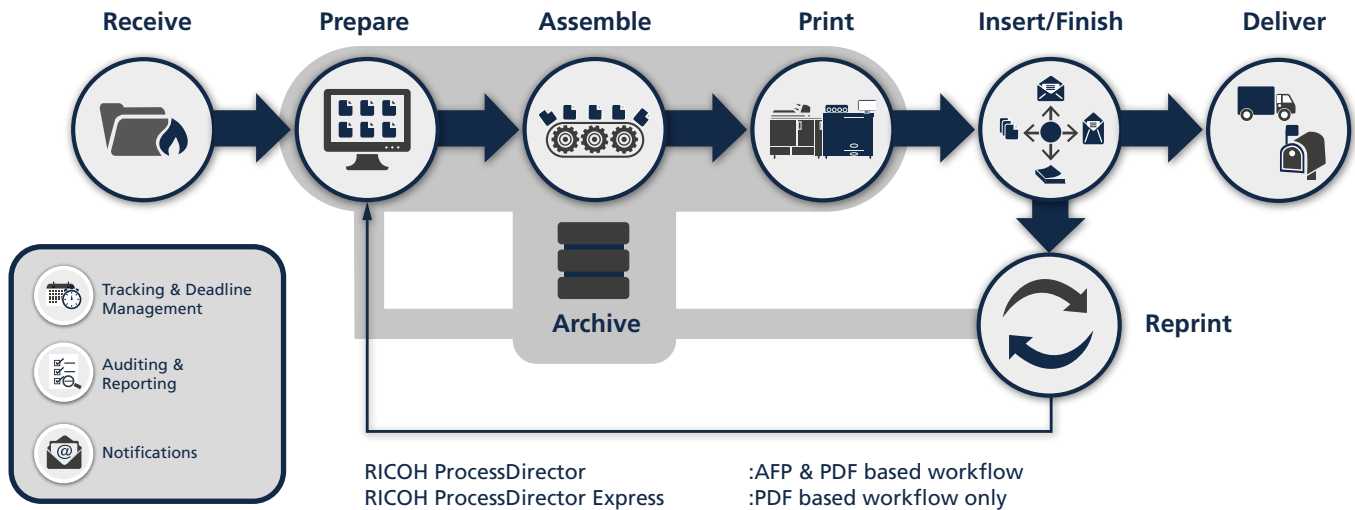 Receive
Prepare
Assemble
Print
Insert/Finish
Deliver
@
Tracking & Deadline
Management
Auditing &
Reporting
Notifications
Archive
Reprint
RICOH ProcessDirector :AFP & PDF based workflow
RICOH ProcessDirector Express :PDF based workflow only